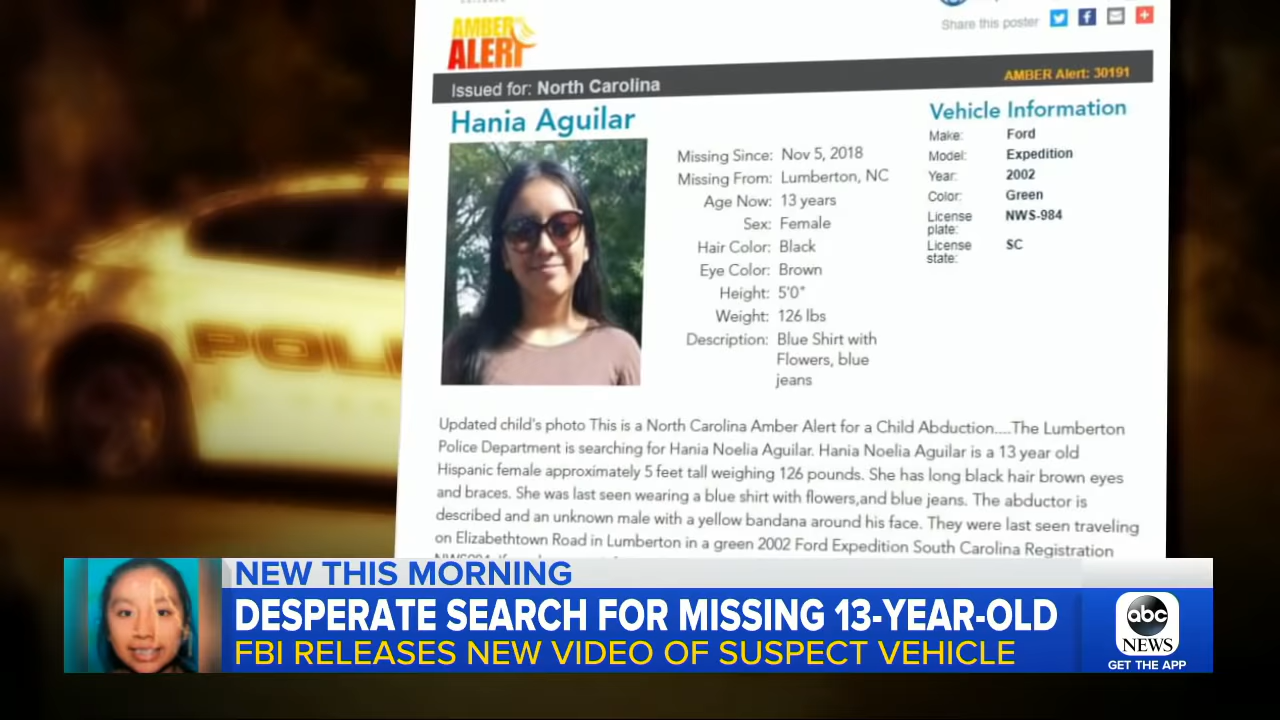 AMBER
ALERT
Share this poster
Issued for: North Carolina
AMBER Alert: 30191
Hania Aguilar
Missing Since: Nov 5, 2018
Missing From: Lumberton, NC
Age Now: 13 years
Sex: Female
Hair Color: Black
Eye Color: Brown
Height: 5'0"
Weight: 126 lbs
Description: Blue Shirt with
Flowers, blue
jeans
Vehicle Information
Make: Ford
Model: Expedition
Year: 2002
Color: Green
License NWS-984
plate:
License SC
state:
Updated child's photo This is a North Carolina Amber Alert for a Child Abduction....The Lumberton
Police Department is searching for Hania Noelia Aguilar. Hania Noelia Aguilar is a 13 year old
Hispanic female approximately 5 feet tall weighing 126 pounds. She has long black hair brown eyes
and braces. She was last seen wearing a blue shirt with flowers,and blue jeans. The abductor is
described and an unknown male with a yellow bandana around his face. They were last seen traveling
on Elizabethtown Road in Lumberton in a green 2002 Ford Expedition South Carolina Registration
POLI
NEW THIS MORNING
DESPERATE SEARCH FOR MISSING 13-YEAR-OLD
FBI RELEASES NEW VIDEO OF SUSPECT VEHICLE
abc
NEWS
GET THE APP